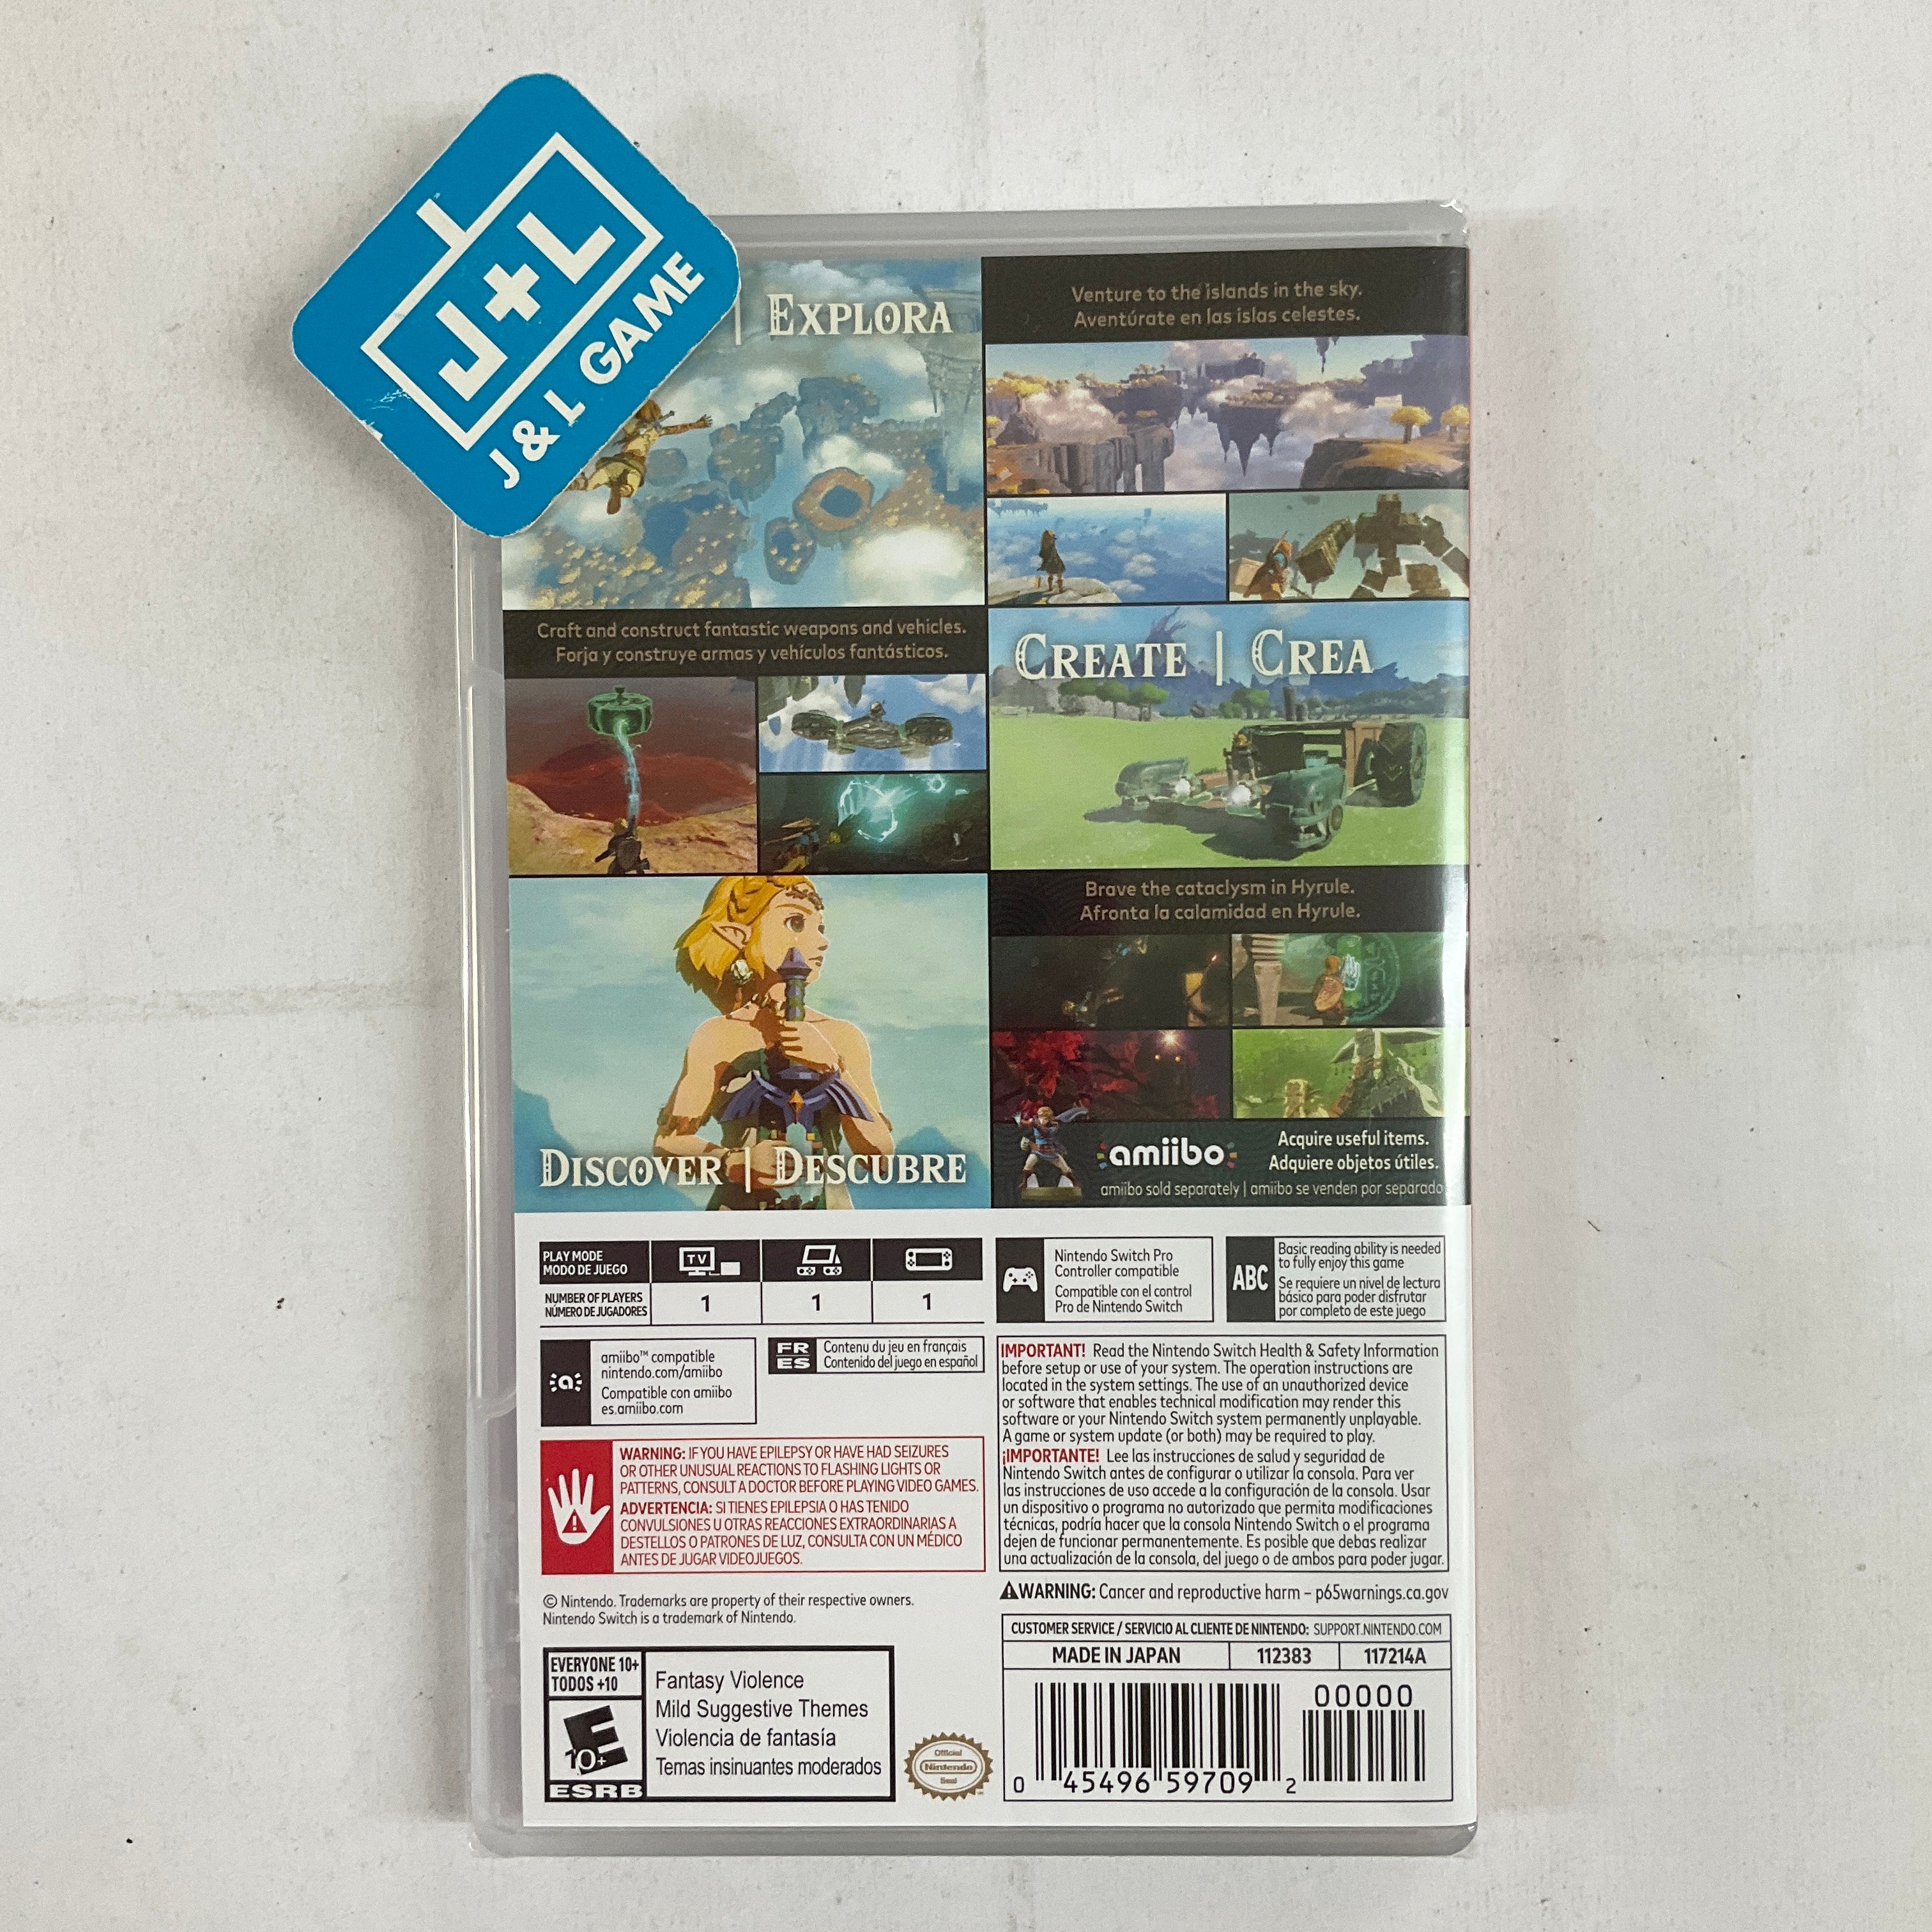 J+L
J&L GAME
| EXPLORA
Venture to the islands in the sky.
Aventúrate en las islas celestes.
Craft and construct fantastic weapons and vehicles.
Forja y construye armas y vehículos fantásticos.
CREATE | CREA
Brave the cataclysm in Hyrule.
Afronta la calamidad en Hyrule.
DISCOVER | DESCUBRE
amiibo
Acquire useful items.
Adquiere objetos útiles.
amiibo sold separately | amiibo se venden por separado
PLAY MODE
MODO DE JUEGO
TV
NUMBER OF PLAYERS
NÚMERO DE JUGADORES
1
1
1
Nintendo Switch Pro
Controller compatible
Compatible con el control
Pro de Nintendo Switch
ABC
Basic reading ability is needed
to fully enjoy this game
Se requiere un nivel de lectura
básico para poder disfrutar
por completo de este juego
a
amiibo™ compatible
nintendo.com/amiibo
Compatible con amiibo
es.amiibo.com
FR
ES
Contenu du jeu en français
Contenido del juego en español
IMPORTANT! Read the Nintendo Switch Health & Safety Information
before setup or use of your system. The operation instructions are
located in the system settings. The use of an unauthorized device
or software that enables technical modification may render this
software or your Nintendo Switch system permanently unplayable.
A game or system update (or both) may be required to play.
¡IMPORTANTE! Lee las instrucciones de salud y seguridad de
Nintendo Switch antes de configurar o utilizar la consola. Para ver
las instrucciones de uso accede a la configuración de la consola. Usar
un dispositivo o programa no autorizado que permita modificaciones
técnicas, podría hacer que la consola Nintendo Switch o el programa
dejen de funcionar permanentemente. Es posible que debas realizar
una actualización de la consola, del juego o de ambos para poder jugar.
WARNING: IF YOU HAVE EPILEPSY OR HAVE HAD SEIZURES
OR OTHER UNUSUAL REACTIONS TO FLASHING LIGHTS OR
PATTERNS, CONSULT A DOCTOR BEFORE PLAYING VIDEO GAMES.
ADVERTENCIA: SI TIENES EPILEPSIA O HAS TENIDO
CONVULSIONES U OTRAS REACCIONES EXTRAORDINARIAS A
DESTELLOS O PATRONES DE LUZ, CONSULTA CON UN MÉDICO
ANTES DE JUGAR VIDEOJUEGOS.
WARNING: Cancer and reproductive harm – p65warnings.ca.gov
© Nintendo. Trademarks are property of their respective owners.
Nintendo Switch is a trademark of Nintendo.
CUSTOMER SERVICE / SERVICIO AL CLIENTE DE NINTENDO: SUPPORT.NINTENDO.COM
MADE IN JAPAN 112383 117214A
EVERYONE 10+
TODOS +10
E
10+
ESRB
Fantasy Violence
Mild Suggestive Themes
Violencia de fantasía
Temas insinuantes moderados
Official
Nintendo
Seal
00000
0 45496 59709 2